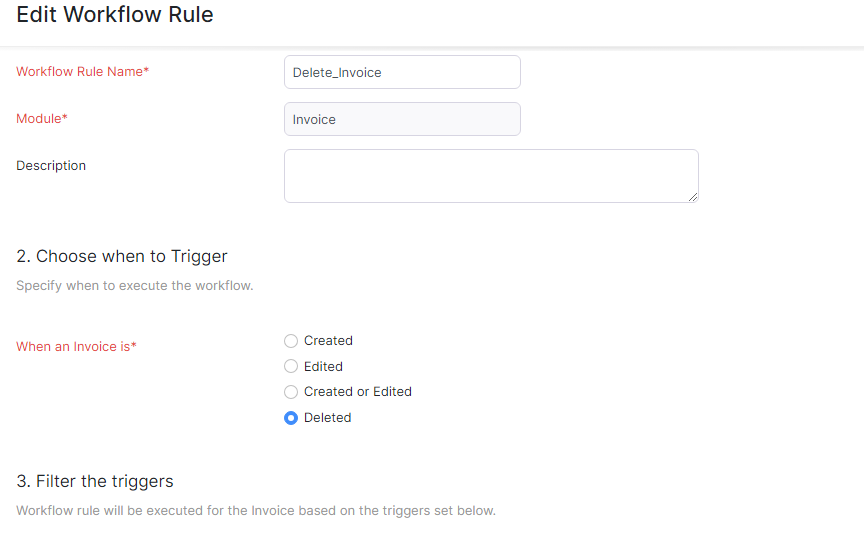 Edit Workflow Rule
Workflow Rule Name*
Delete_Invoice
Module*
Invoice
Description
2. Choose when to Trigger
Specify when to execute the workflow.
When an Invoice is*
Created
Edited
Created or Edited
Deleted
3. Filter the triggers
Workflow rule will be executed for the Invoice based on the triggers set below.